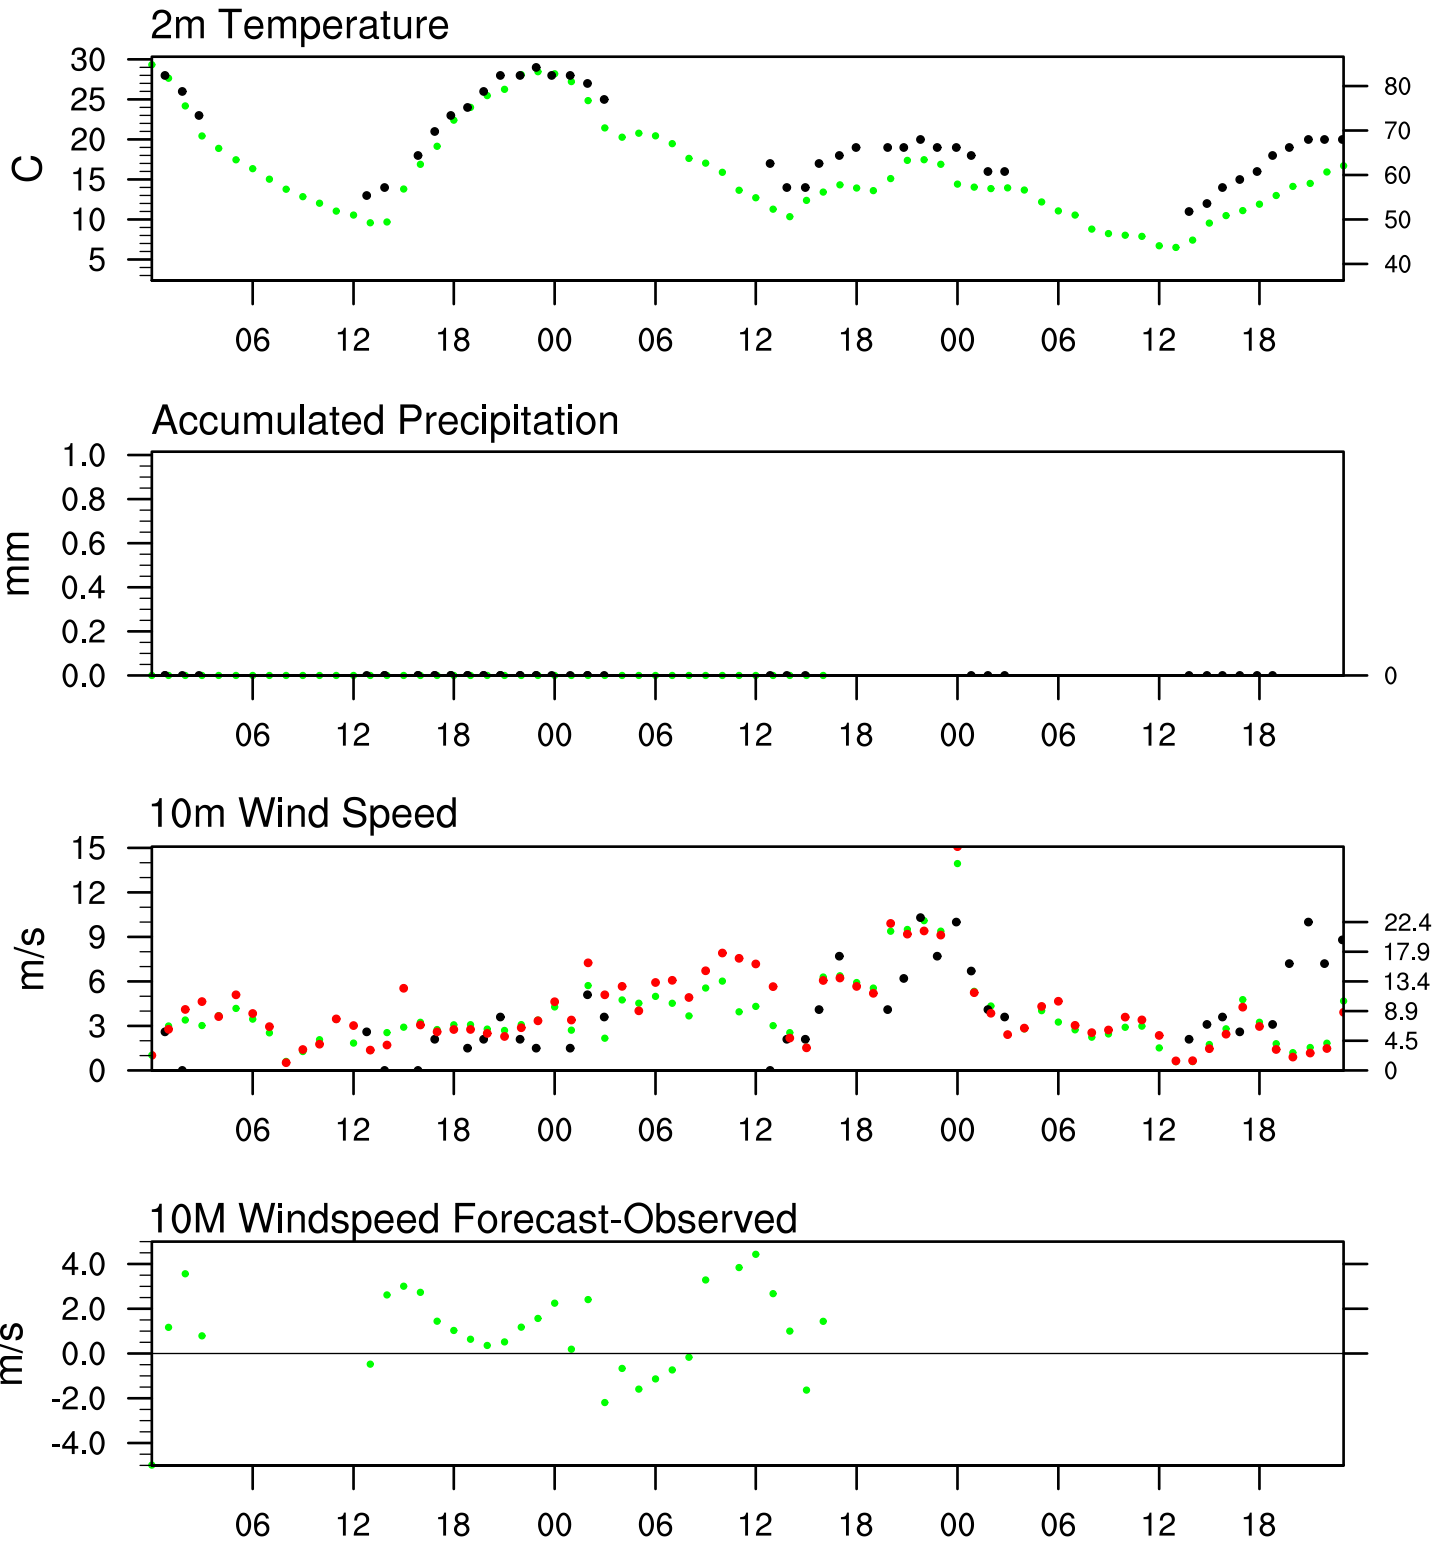 2m Temperature
30
25
20
15
10
5
C
80
70
60
50
40
06 12 18 00 06 12 18 00 06 12 18
Accumulated Precipitation
1.0
0.8
0.6
0.4
0.2
0.0
mm
0
06 12 18 00 06 12 18 00 06 12 18
10m Wind Speed
15
12
9
6
3
0
m/s
22.4
17.9
13.4
8.9
4.5
0
06 12 18 00 06 12 18 00 06 12 18
10M Windspeed Forecast-Observed
4.0
2.0
0.0
-2.0
-4.0
m/s
06 12 18 00 06 12 18 00 06 12 18